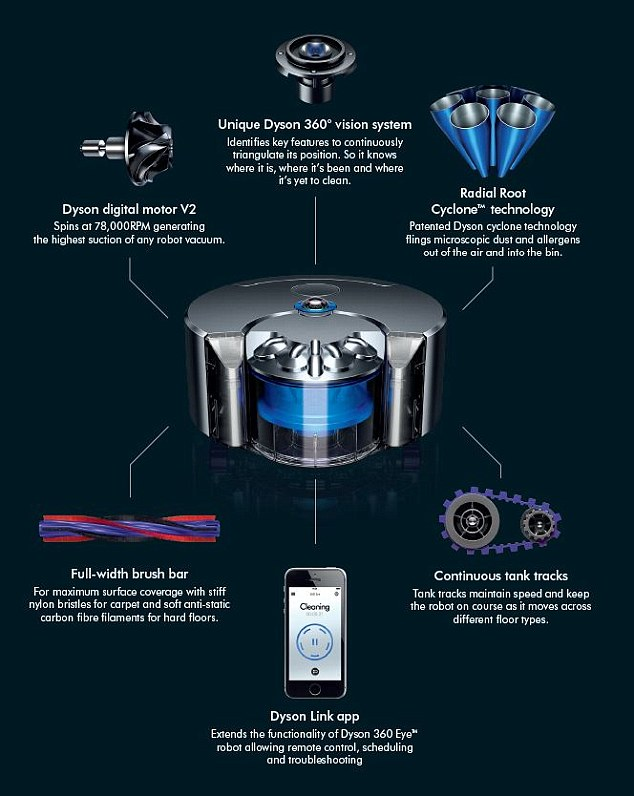 Unique Dyson 360° vision system
Identifies key features to continuously
triangulate its position. So it knows
where it is, where it's been and where
it's yet to clean.
Dyson digital motor V2
Spins at 78,000RPM generating
the highest suction of any robot vacuum.
Radial Root
Cyclone™ technology
Patented Dyson cyclone technology
flings microscopic dust and allergens
out of the air and into the bin.
Full-width brush bar
For maximum surface coverage with stiff
nylon bristles for carpet and soft anti-static
carbon fibre filaments for hard floors.
Continuous tank tracks
Tank tracks maintain speed and keep
the robot on course as it moves across
different floor types.
Cleaning
Dyson Link app
Extends the functionality of Dyson 360 Eye™
robot allowing remote control, scheduling
and troubleshooting